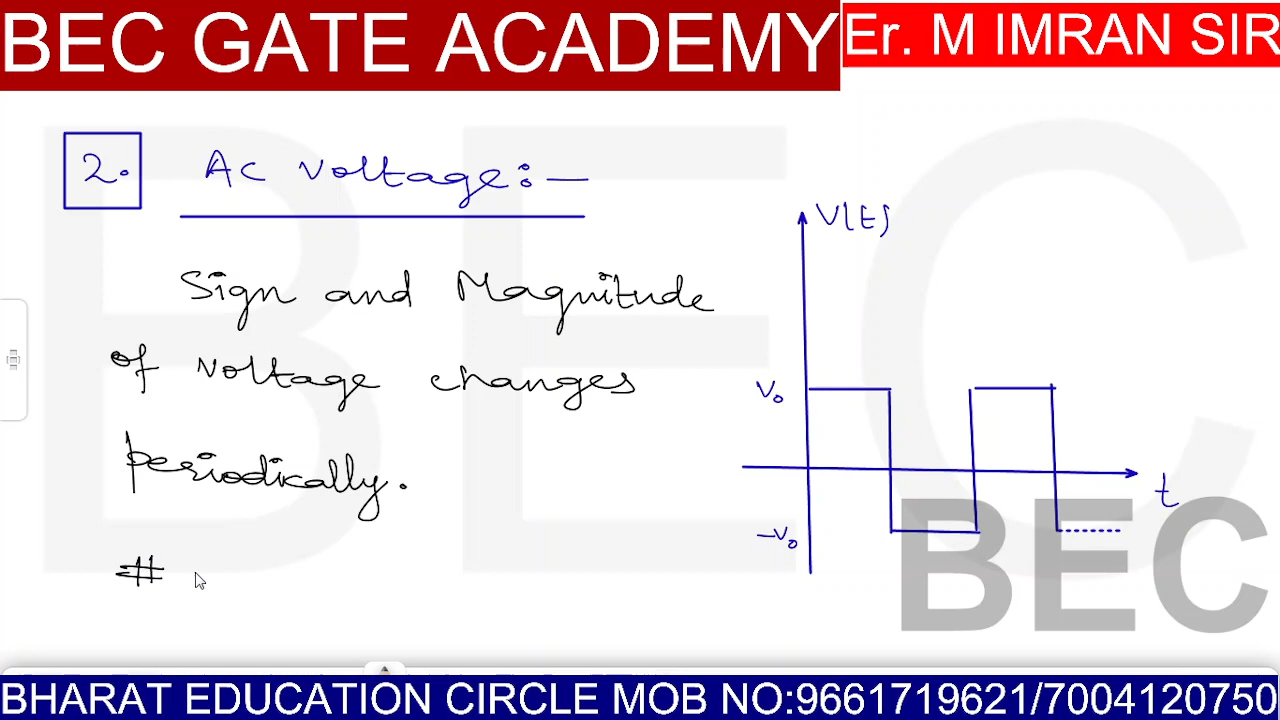 BEC GATE ACADEMY
Er. M IMRAN SIR
2. AC voltage:—
Sign and Magnitude
of voltage changes
periodically.
#
V(t)
V₀
-V₀
t
BEC
BEC
BHARAT EDUCATION CIRCLE MOB NO:9661719621/7004120750